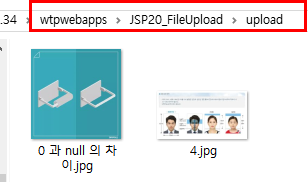 .34 › wtpwebapps › JSP20_FileUpload › upload
0 과 null 의 차
이.jpg
4.jpg